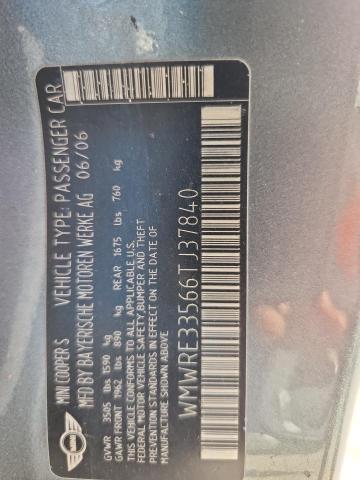 MINI COOPER S VEHICLE TYPE: PASSENGER CAR
MFD BY BAYERISCHE MOTOREN WERKE AG 06/06
GVWR 3505 lbs 1590 kg
GAWR FRONT 1962 lbs 890 kg REAR 1675 lbs 760 kg
THIS VEHICLE CONFORMS TO ALL APPLICABLE U.S.
FEDERAL MOTOR VEHICLE SAFETY, BUMPER AND THEFT
PREVENTION STANDARDS IN EFFECT ON THE DATE OF
MANUFACTURE SHOWN ABOVE
WMWRE33566TJ37840